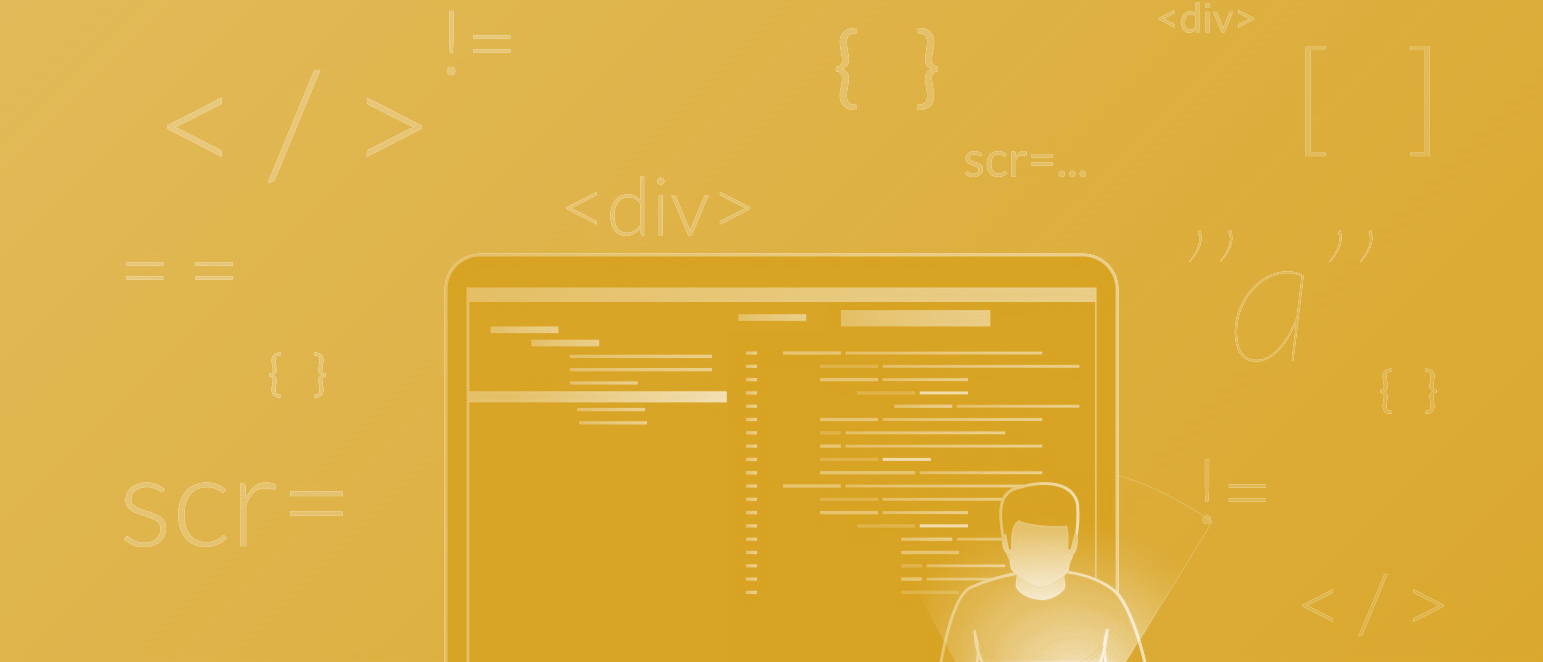 !=
<div>
{ }
[ ]
< / >
scr=...
<div>
= =
,, a ,,
{ }
{ }
scr=
!=
< / >